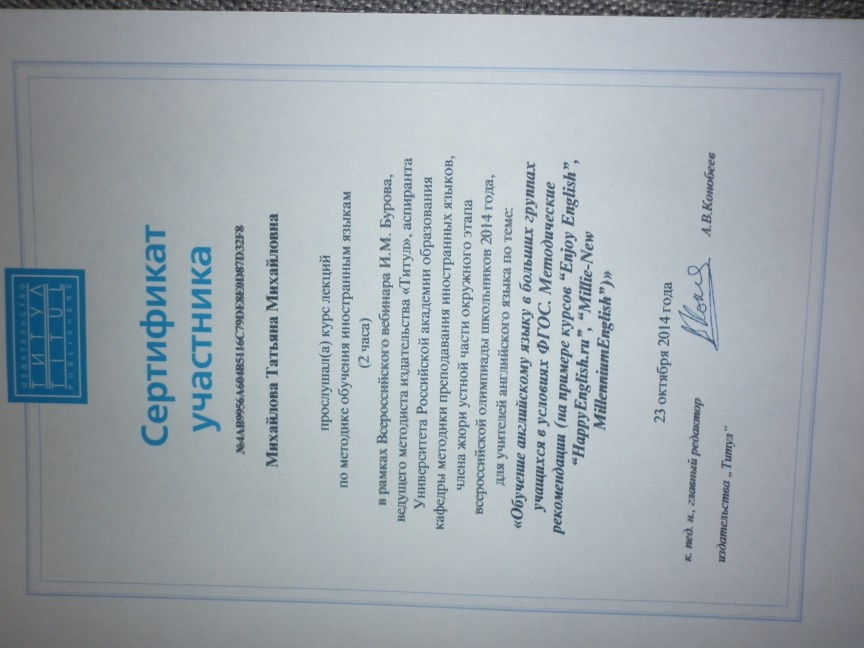 ИЗДАТЕЛЬСТВО
ТИТУЛ
TITUL
PUBLISHERS
Сертификат
участника
Михайлова Татьяна Михайловна
прослушал(а) курс лекций
по методике обучения иностранным языкам
(2 часа)
в рамках Всероссийского вебинара И.М. Бурова,
ведущего методиста издательства «Титул», аспиранта
Университета Российской академии образования
кафедры методики преподавания иностранных языков,
члена жюри устной части окружного этапа
всероссийской олимпиады школьников 2014 года,
для учителей английского языка по теме:
«Обучение английскому языку в больших группах
учащихся в условиях ФГОС. Методические
рекомендации (на примере курсов “Enjoy English”,
“HappyEnglish.ru”, “Millie-New
MillenniumEnglish”)»
23 октября 2014 года
к. пед. н., главный редактор
издательства „Титул“
А.В.Конобеев